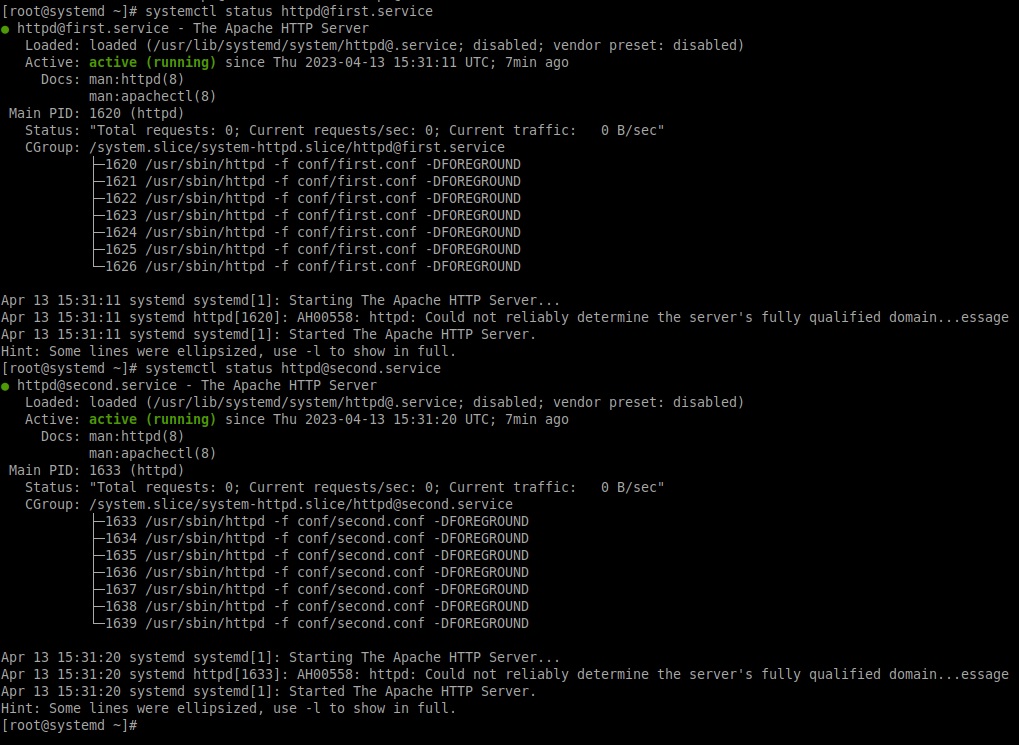 [root@systemd ~]# systemctl status httpd@first.service
● httpd@first.service - The Apache HTTP Server
   Loaded: loaded (/usr/lib/systemd/system/httpd@.service; disabled; vendor preset: disabled)
   Active: active (running) since Thu 2023-04-13 15:31:11 UTC; 7min ago
     Docs: man:httpd(8)
           man:apachectl(8)
 Main PID: 1620 (httpd)
   Status: "Total requests: 0; Current requests/sec: 0; Current traffic:   0 B/sec"
   CGroup: /system.slice/system-httpd.slice/httpd@first.service
           ├─1620 /usr/sbin/httpd -f conf/first.conf -DFOREGROUND
           ├─1621 /usr/sbin/httpd -f conf/first.conf -DFOREGROUND
           ├─1622 /usr/sbin/httpd -f conf/first.conf -DFOREGROUND
           ├─1623 /usr/sbin/httpd -f conf/first.conf -DFOREGROUND
           ├─1624 /usr/sbin/httpd -f conf/first.conf -DFOREGROUND
           ├─1625 /usr/sbin/httpd -f conf/first.conf -DFOREGROUND
           └─1626 /usr/sbin/httpd -f conf/first.conf -DFOREGROUND

Apr 13 15:31:11 systemd systemd[1]: Starting The Apache HTTP Server...
Apr 13 15:31:11 systemd httpd[1620]: AH00558: httpd: Could not reliably determine the server's fully qualified domain...essage
Apr 13 15:31:11 systemd systemd[1]: Started The Apache HTTP Server.
Hint: Some lines were ellipsized, use -l to show in full.
[root@systemd ~]# systemctl status httpd@second.service
● httpd@second.service - The Apache HTTP Server
   Loaded: loaded (/usr/lib/systemd/system/httpd@.service; disabled; vendor preset: disabled)
   Active: active (running) since Thu 2023-04-13 15:31:20 UTC; 7min ago
     Docs: man:httpd(8)
           man:apachectl(8)
 Main PID: 1633 (httpd)
   Status: "Total requests: 0; Current requests/sec: 0; Current traffic:   0 B/sec"
   CGroup: /system.slice/system-httpd.slice/httpd@second.service
           ├─1633 /usr/sbin/httpd -f conf/second.conf -DFOREGROUND
           ├─1634 /usr/sbin/httpd -f conf/second.conf -DFOREGROUND
           ├─1635 /usr/sbin/httpd -f conf/second.conf -DFOREGROUND
           ├─1636 /usr/sbin/httpd -f conf/second.conf -DFOREGROUND
           ├─1637 /usr/sbin/httpd -f conf/second.conf -DFOREGROUND
           ├─1638 /usr/sbin/httpd -f conf/second.conf -DFOREGROUND
           └─1639 /usr/sbin/httpd -f conf/second.conf -DFOREGROUND

Apr 13 15:31:20 systemd systemd[1]: Starting The Apache HTTP Server...
Apr 13 15:31:20 systemd httpd[1633]: AH00558: httpd: Could not reliably determine the server's fully qualified domain...essage
Apr 13 15:31:20 systemd systemd[1]: Started The Apache HTTP Server.
Hint: Some lines were ellipsized, use -l to show in full.
[root@systemd ~]#